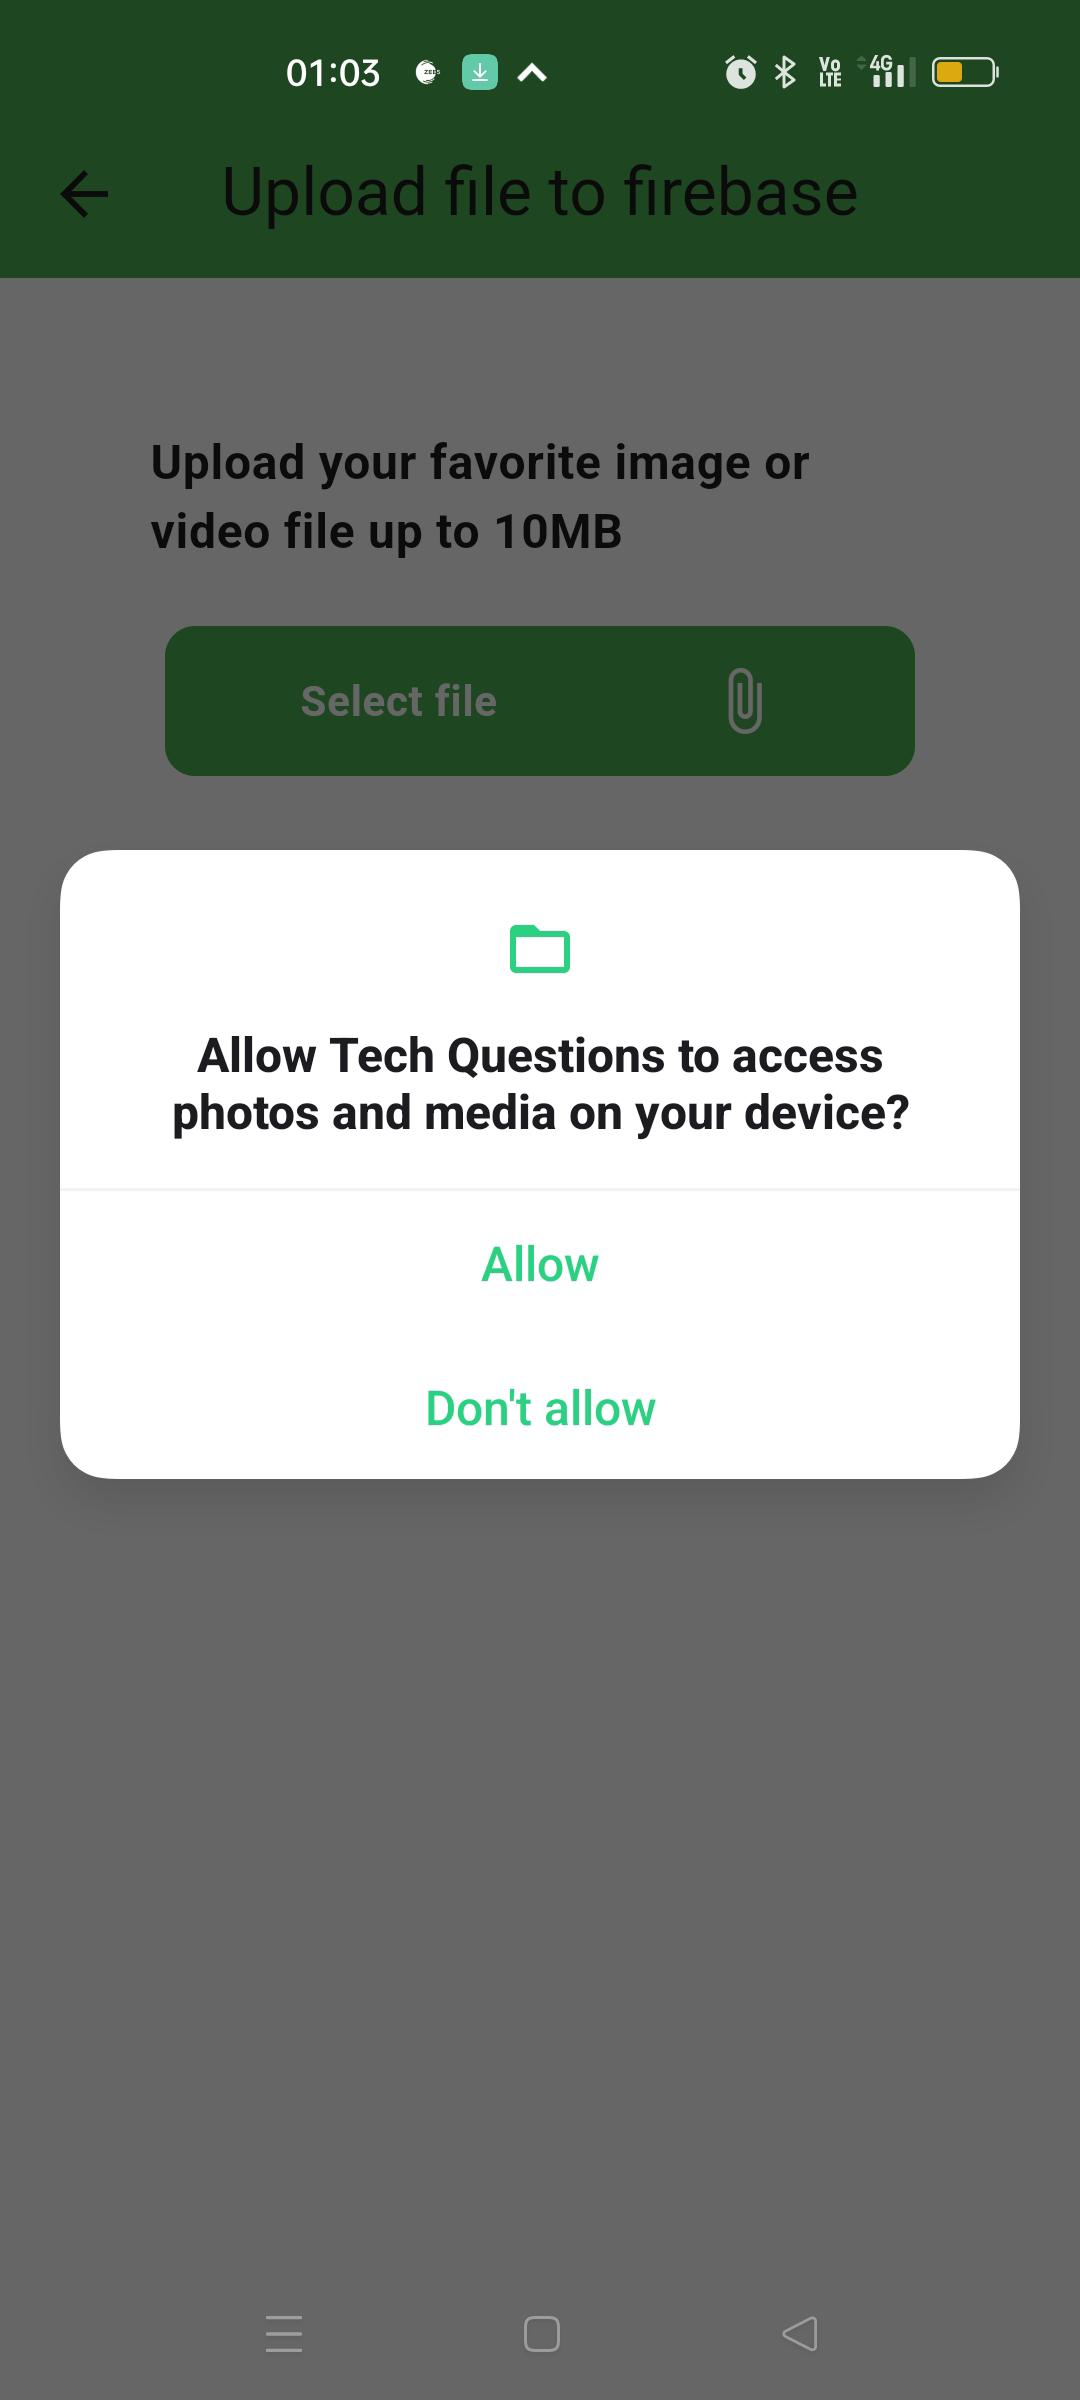 01:03
Vo
LTE
4G
Upload file to firebase
Upload your favorite image or
video file up to 10MB
Select file
Allow Tech Questions to access
photos and media on your device?
Allow
Don't allow